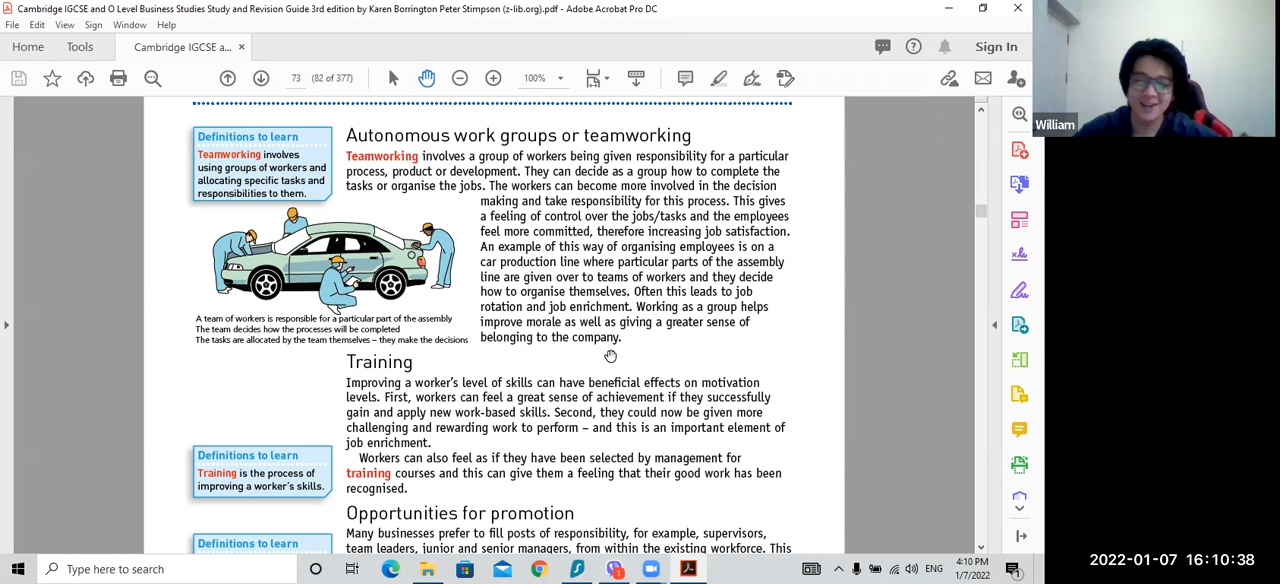 Cambridge IGCSE and O Level Business Studies Study and Revision Guide 3rd edition by Karen Borrington Peter Stimpson (z-lib.org).pdf - Adobe Acrobat Pro DC
File Edit View Sign Window Help
Home Tools Cambridge IGCSE a... × Sign In
73 (82 of 377) 100%
William
Definitions to learn
Teamworking involves
using groups of workers and
allocating specific tasks and
responsibilities to them.
Autonomous work groups or teamworking
Teamworking involves a group of workers being given responsibility for a particular
process, product or development. They can decide as a group how to complete the
tasks or organise the jobs. The workers can become more involved in the decision
making and take responsibility for this process. This gives
a feeling of control over the jobs/tasks and the employees
feel more committed, therefore increasing job satisfaction.
An example of this way of organising employees is on a
car production line where particular parts of the assembly
line are given over to teams of workers and they decide
how to organise themselves. Often this leads to job
rotation and job enrichment. Working as a group helps
improve morale as well as giving a greater sense of
belonging to the company.
A team of workers is responsible for a particular part of the assembly
The team decides how the processes will be completed
The tasks are allocated by the team themselves – they make the decisions
Training
Improving a worker's level of skills can have beneficial effects on motivation
levels. First, workers can feel a great sense of achievement if they successfully
gain and apply new work-based skills. Second, they could now be given more
challenging and rewarding work to perform – and this is an important element of
job enrichment.
Workers can also feel as if they have been selected by management for
training courses and this can give them a feeling that their good work has been
recognised.
Definitions to learn
Training is the process of
improving a worker's skills.
Opportunities for promotion
Many businesses prefer to fill posts of responsibility, for example, supervisors,
team leaders, junior and senior managers, from within the existing workforce. This
Definitions to learn
Type here to search
ENG
4:10 PM
1/7/2022
2022-01-07 16:10:38